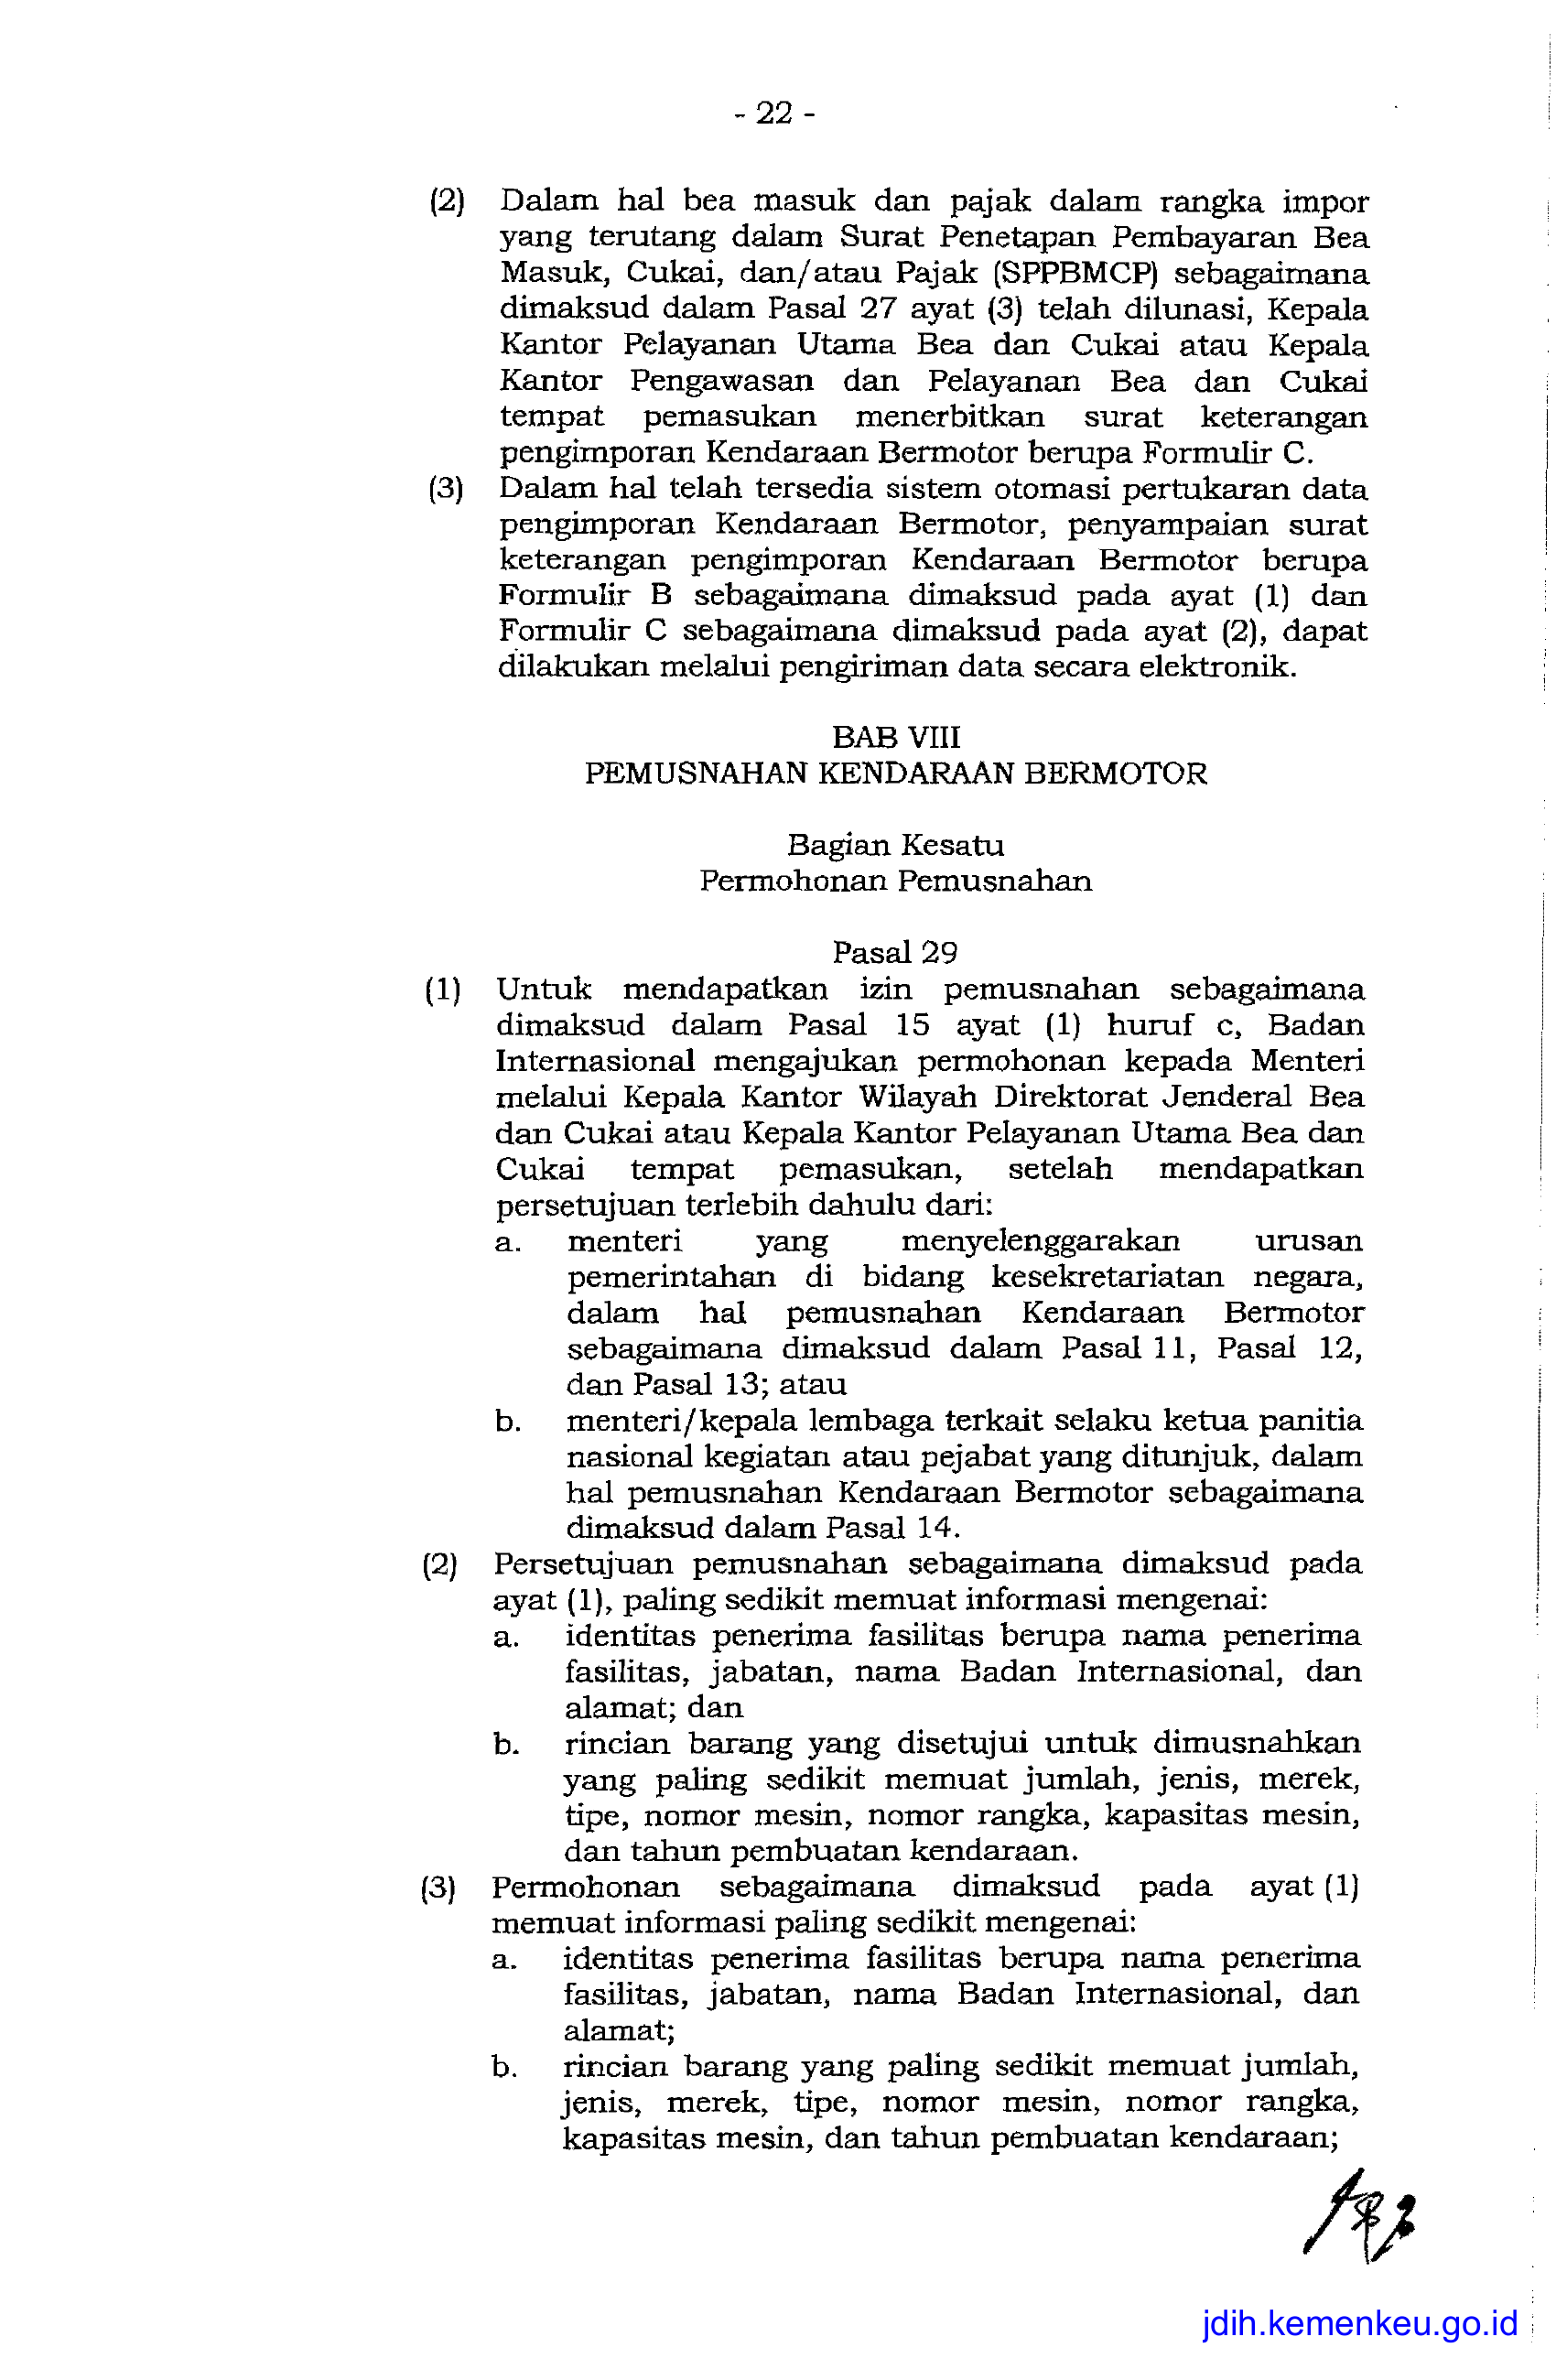 - 22 -
(2) Dalam hal bea masuk dan pajak dalam rangka impor
yang terutang dalam Surat Penetapan Pembayaran Bea
Masuk, Cukai, dan/atau Pajak (SPPBMCP) sebagaimana
dimaksud dalam Pasal 27 ayat (3) telah dilunasi, Kepala
Kantor Pelayanan Utama Bea dan Cukai atau Kepala
Kantor Pengawasan dan Pelayanan Bea dan Cukai
tempat pemasukan menerbitkan surat keterangan
pengimporan Kendaraan Bermotor berupa Formulir C.
(3) Dalam hal telah tersedia sistem otomasi pertukaran data
pengimporan Kendaraan Bermotor, penyampaian surat
keterangan pengimporan Kendaraan Bermotor berupa
Formulir B sebagaimana dimaksud pada ayat (1) dan
Formulir C sebagaimana dimaksud pada ayat (2), dapat
dilakukan melalui pengiriman data secara elektronik.
BAB VIII
PEMUSNAHAN KENDARAAN BERMOTOR
Bagian Kesatu
Permohonan Pemusnahan
Pasal 29
(1) Untuk mendapatkan izin pemusnahan sebagaimana
dimaksud dalam Pasal 15 ayat (1) huruf c, Badan
Internasional mengajukan permohonan kepada Menteri
melalui Kepala Kantor Wilayah Direktorat Jenderal Bea
dan Cukai atau Kepala Kantor Pelayanan Utama Bea dan
Cukai tempat pemasukan, setelah mendapatkan
persetujuan terlebih dahulu dari:
a. menteri yang menyelenggarakan urusan
pemerintahan di bidang kesekretariatan negara,
dalam hal pemusnahan Kendaraan Bermotor
sebagaimana dimaksud dalam Pasal 11, Pasal 12,
dan Pasal 13; atau
b. menteri/kepala lembaga terkait selaku ketua panitia
nasional kegiatan atau pejabat yang ditunjuk, dalam
hal pemusnahan Kendaraan Bermotor sebagaimana
dimaksud dalam Pasal 14.
(2) Persetujuan pemusnahan sebagaimana dimaksud pada
ayat (1), paling sedikit memuat informasi mengenai:
a. identitas penerima fasilitas berupa nama penerima
fasilitas, jabatan, nama Badan Internasional, dan
alamat; dan
b. rincian barang yang disetujui untuk dimusnahkan
yang paling sedikit memuat jumlah, jenis, merek,
tipe, nomor mesin, nomor rangka, kapasitas mesin,
dan tahun pembuatan kendaraan.
(3) Permohonan sebagaimana dimaksud pada ayat (1)
memuat informasi paling sedikit mengenai:
a. identitas penerima fasilitas berupa nama penerima
fasilitas, jabatan, nama Badan Internasional, dan
alamat;
b. rincian barang yang paling sedikit memuat jumlah,
jenis, merek, tipe, nomor mesin, nomor rangka,
kapasitas mesin, dan tahun pembuatan kendaraan;
jdih.kemenkeu.go.id